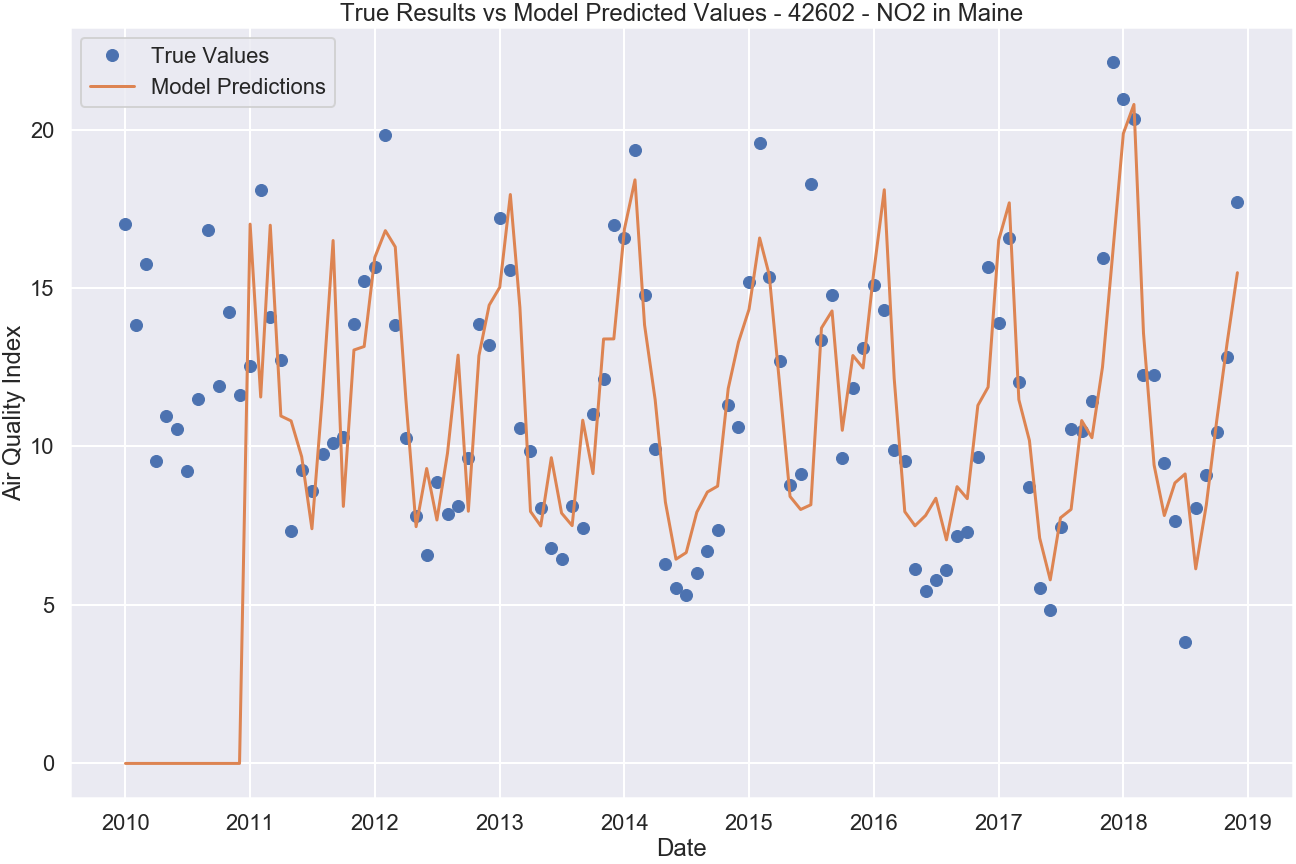 True Results vs Model Predicted Values - 42602 - NO2 in Maine
True Values
Model Predictions
Air Quality Index
20
15
10
5
0
2010 2011 2012 2013 2014 2015 2016 2017 2018 2019
Date